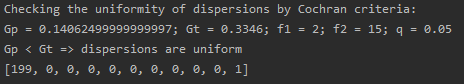 Checking the uniformity of dispersions by Cochran criteria:
Gp = 0.14062499999999997; Gt = 0.3346; f1 = 2; f2 = 15; q = 0.05
Gp < Gt => dispersions are uniform
[199, 0, 0, 0, 0, 0, 0, 0, 0, 0, 1]